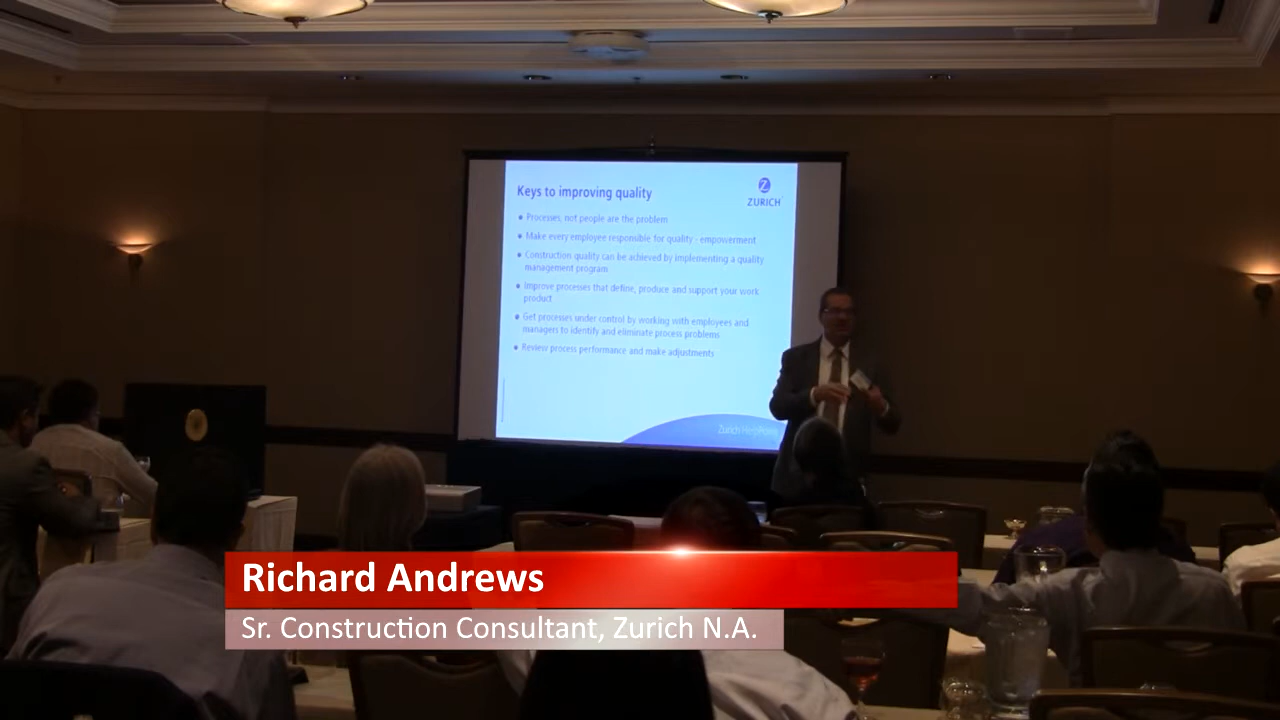 Keys to improving quality
ZURICH
Processes, not people are the problem
Make every employee responsible for quality - empowerment
Construction quality can be achieved by implementing a quality
management program
Improve processes that define, produce and support your work
product
Get processes under control by working with employees and
managers to identify and eliminate process problems
Review process performance and make adjustments
Zurich HelpPoint
Richard Andrews
Sr. Construction Consultant, Zurich N.A.